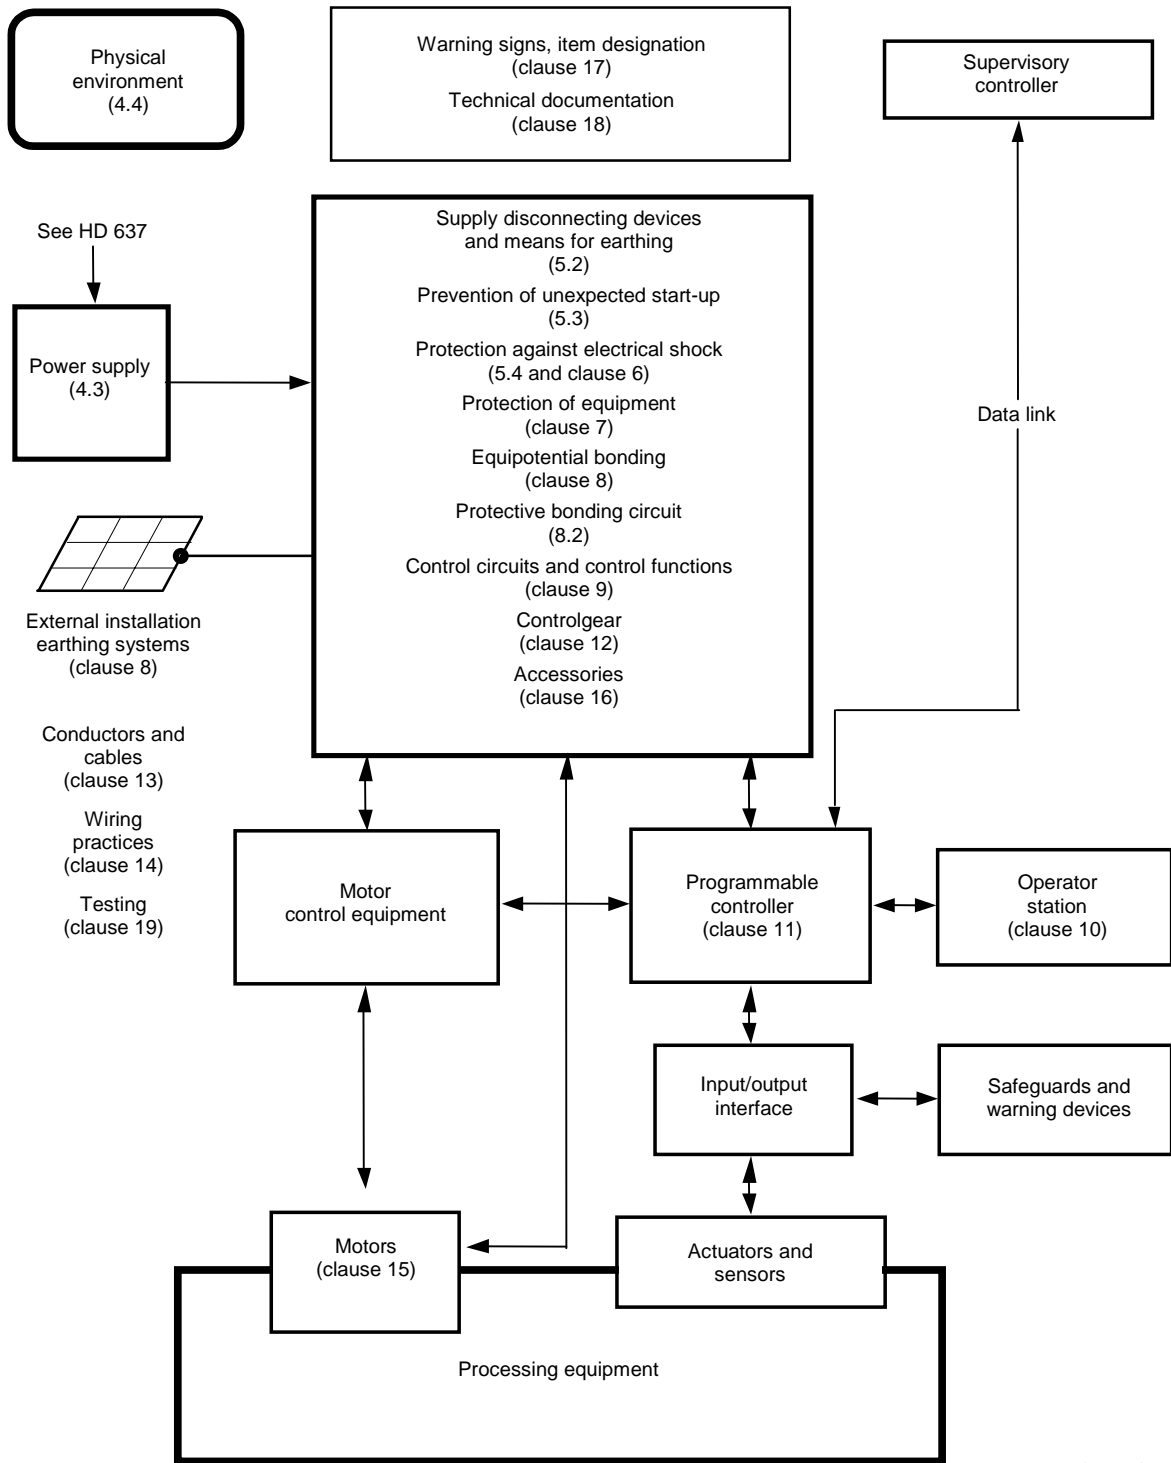 Physical
environment
(4.4)
Warning signs, item designation
(clause 17)
Technical documentation
(clause 18)
Supervisory
controller
See HD 637
Power supply
(4.3)
Supply disconnecting devices
and means for earthing
(5.2)
Prevention of unexpected start-up
(5.3)
Protection against electrical shock
(5.4 and clause 6)
Protection of equipment
(clause 7)
Equipotential bonding
(clause 8)
Protective bonding circuit
(8.2)
Control circuits and control functions
(clause 9)
Controlgear
(clause 12)
Accessories
(clause 16)
Data link
External installation
earthing systems
(clause 8)
Conductors and
cables
(clause 13)
Wiring
practices
(clause 14)
Testing
(clause 19)
Motor
control equipment
Programmable
controller
(clause 11)
Operator
station
(clause 10)
Input/output
interface
Safeguards and
warning devices
Motors
(clause 15)
Actuators and
sensors
Processing equipment